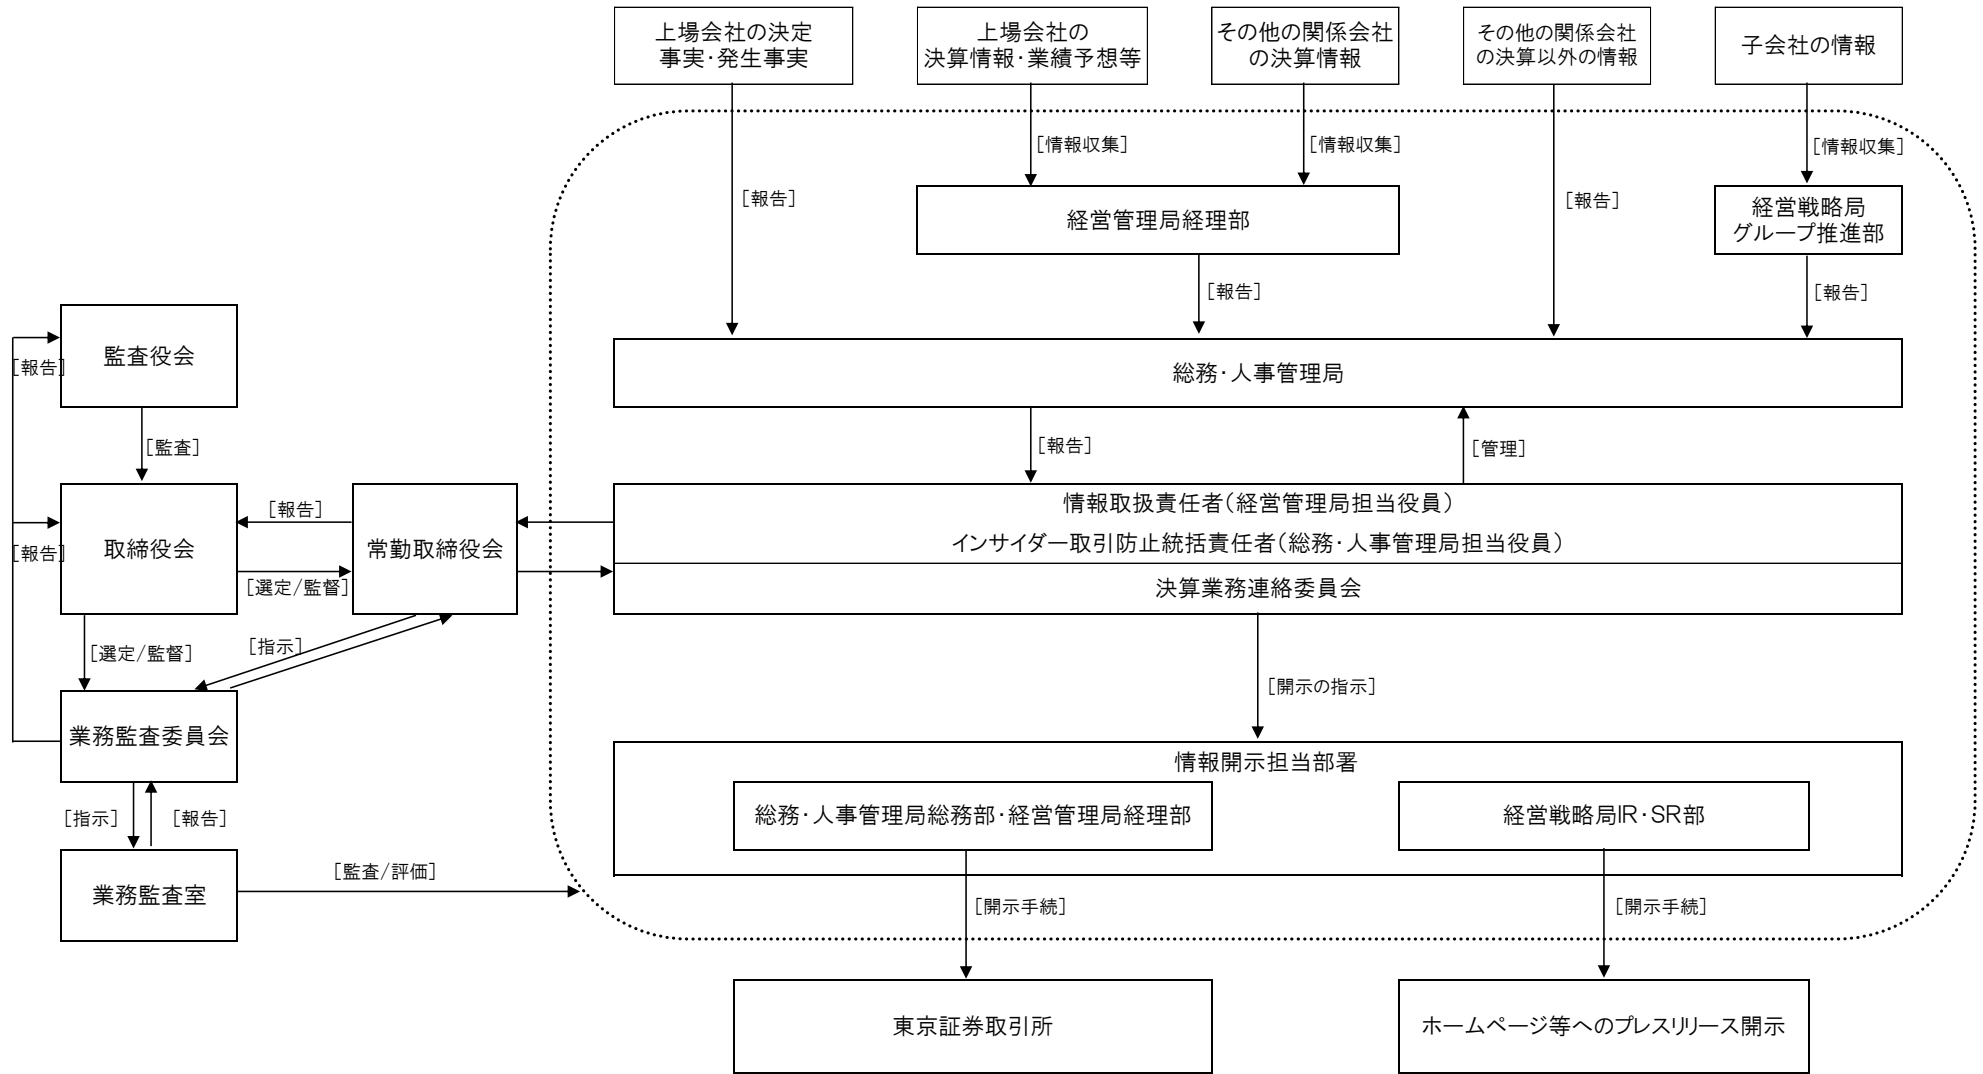 上場会社の決定
事実・発生事実
上場会社の
決算情報・業績予想等
その他の関係会社
の決算情報
その他の関係会社
の決算以外の情報
子会社の情報
［情報収集］
［情報収集］
［情報収集］
［報告］
［報告］
経営管理局経理部
経営戦略局
グループ推進部
［報告］
［報告］
監査役会
［報告］
総務・人事管理局
［監査］
［報告］
［管理］
取締役会
［報告］
［報告］
［選定/監督］
常勤取締役会
情報取扱責任者（経営管理局担当役員）
インサイダー取引防止統括責任者（総務・人事管理局担当役員）
決算業務連絡委員会
［選定/監督］
［指示］
［開示の指示］
業務監査委員会
情報開示担当部署
総務・人事管理局総務部・経営管理局経理部
経営戦略局IR・SR部
［指示］
［報告］
業務監査室
［監査/評価］
［開示手続］
［開示手続］
東京証券取引所
ホームページ等へのプレスリリース開示